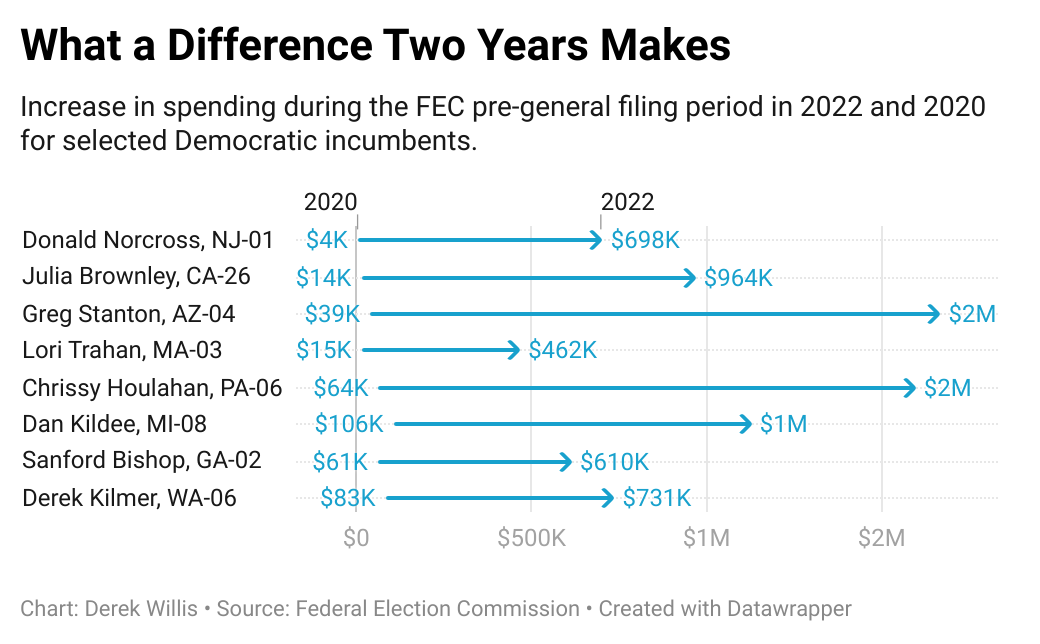 What a Difference Two Years Makes
Increase in spending during the FEC pre-general filing period in 2022 and 2020
for selected Democratic incumbents.
2020 2022
Donald Norcross, NJ-01 $4K $698K
Julia Brownley, CA-26 $14K $964K
Greg Stanton, AZ-04 $39K $2M
Lori Trahan, MA-03 $15K $462K
Chrissy Houlahan, PA-06 $64K $2M
Dan Kildee, MI-08 $106K $1M
Sanford Bishop, GA-02 $61K $610K
Derek Kilmer, WA-06 $83K $731K
$0 $500K $1M $2M
Chart: Derek Willis • Source: Federal Election Commission • Created with Datawrapper